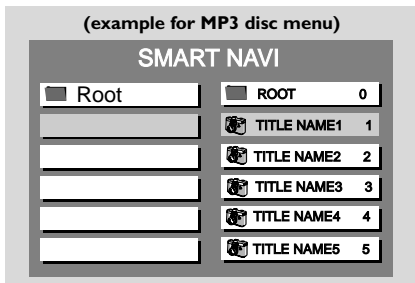 (example for MP3 disc menu)
SMART NAVI
Root
ROOT 0
TITLE NAME1 1
TITLE NAME2 2
TITLE NAME3 3
TITLE NAME4 4
TITLE NAME5 5